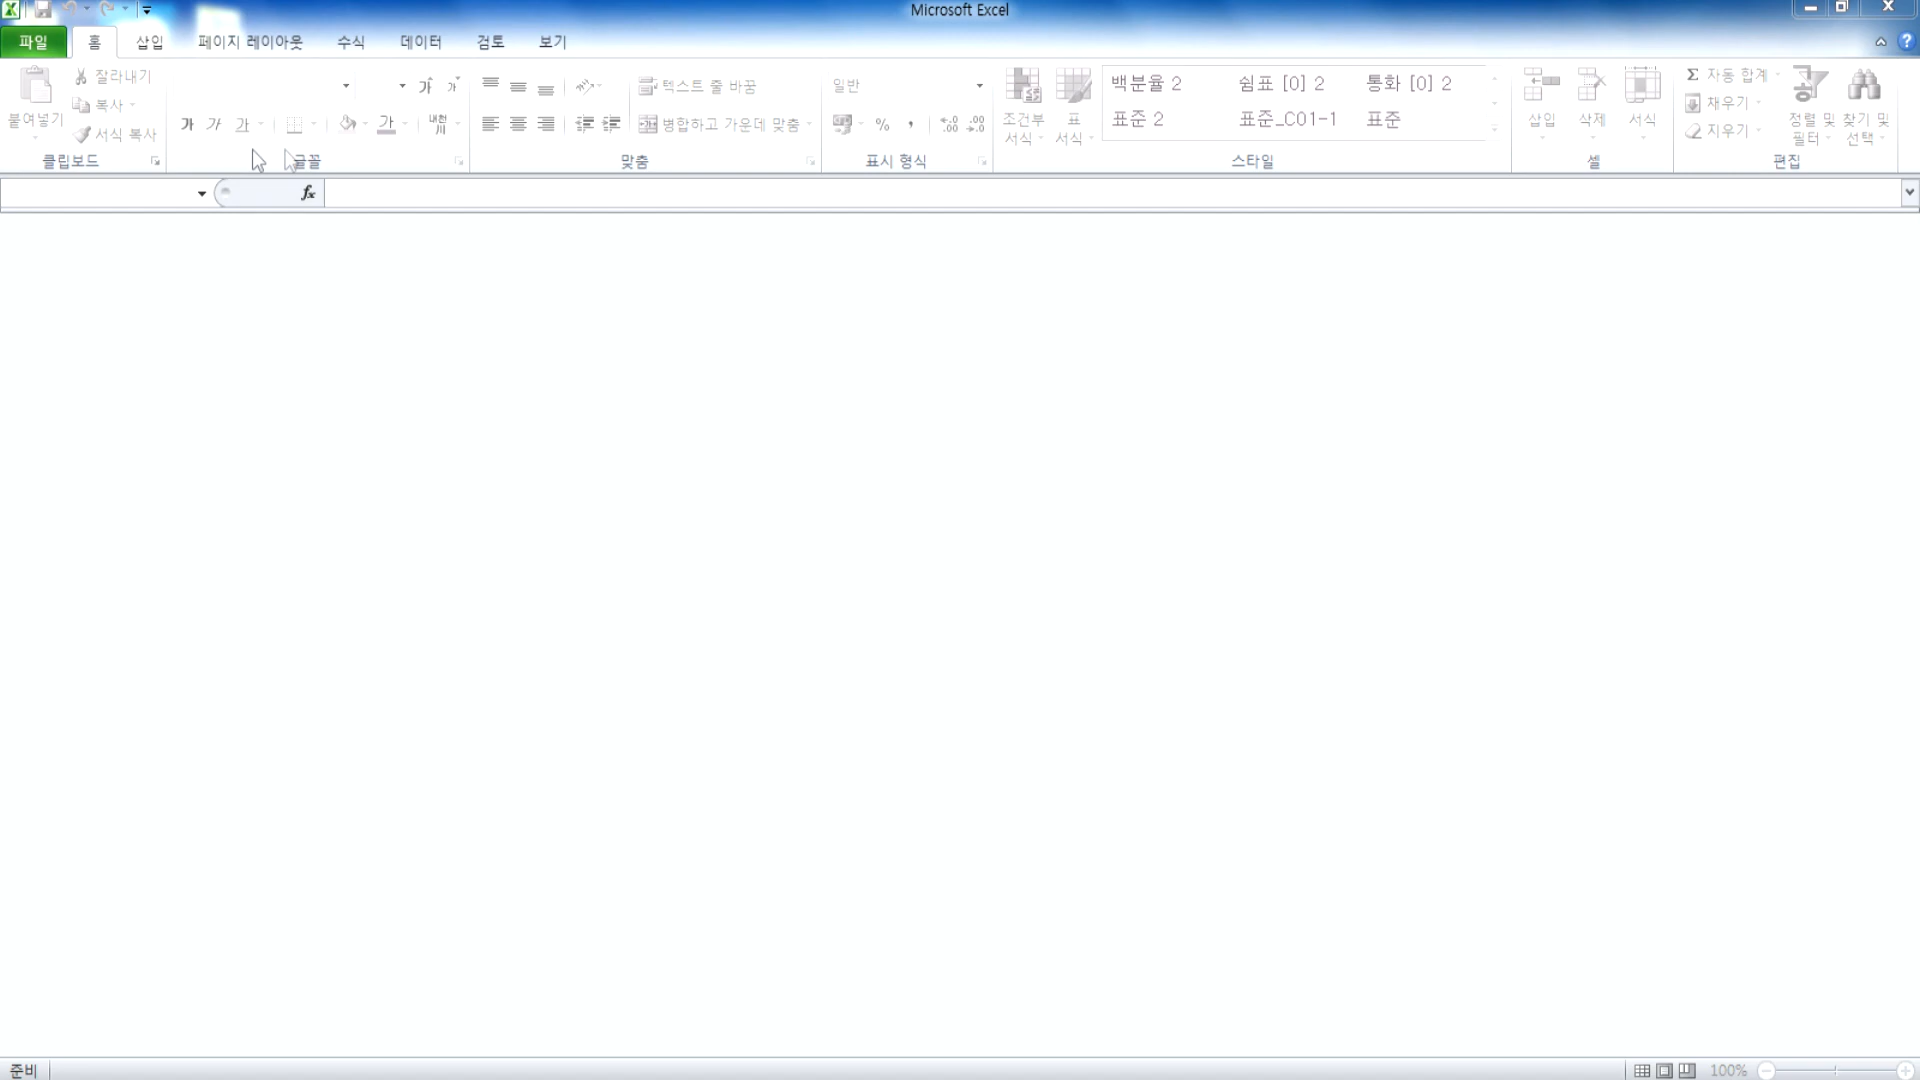 Microsoft Excel
파일 홈 삽입 페이지 레이아웃 수식 데이터 검토 보기
붙여넣기
잘라내기
복사
서식 복사
클립보드
가 가 가 가
내천
글꼴
텍스트 줄 바꿈
병합하고 가운데 맞춤
맞춤
일반
% ,
표시 형식
조건부
서식
표
서식
백분율 2 쉼표 [0] 2 통화 [0] 2
표준 2 표준_C01-1 표준
스타일
삽입 삭제 서식
셀
Σ 자동 합계
채우기
지우기
정렬 및
필터
찾기 및
선택
편집
fx
준비
100%